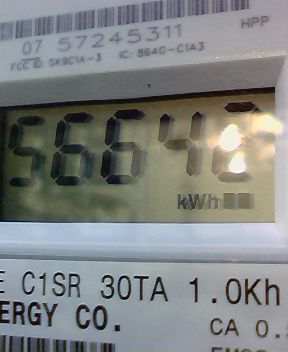 07 57245311
HPP
FCC ID: SK9C1A-3 IC: 864G-C1A3
5664
kWh
E C1SR 30TA 1.0Kh
ERGY CO.
CA 0.